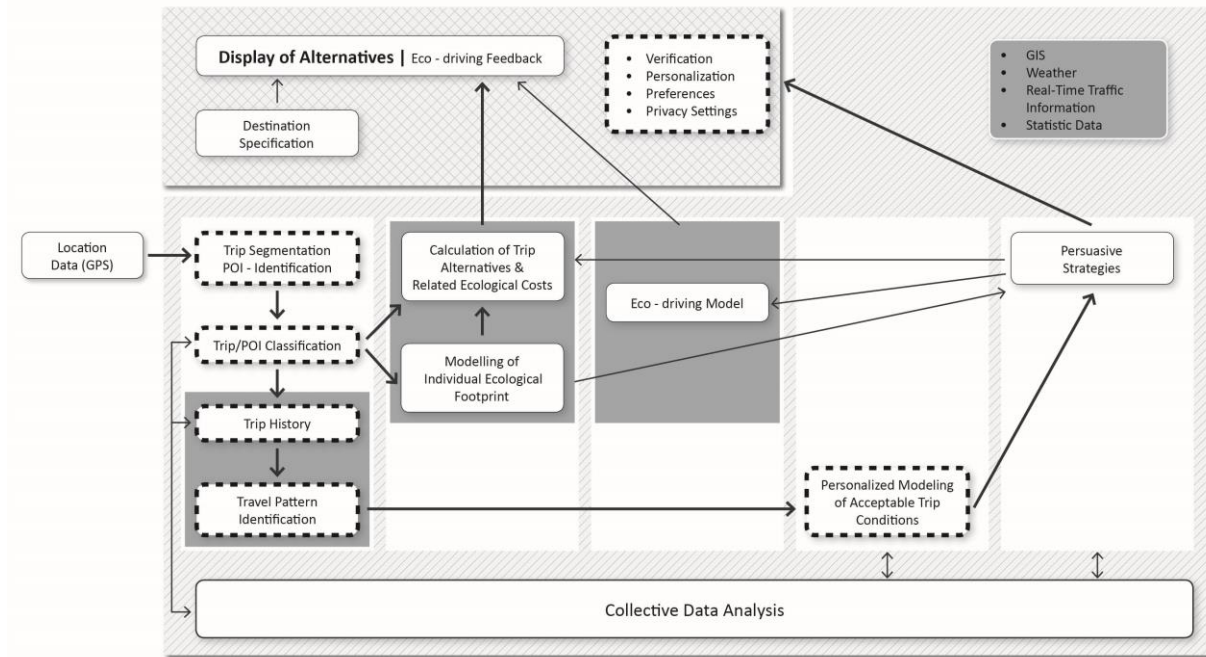 Display of Alternatives | Eco - driving Feedback
Destination
Specification
• Verification
• Personalization
• Preferences
• Privacy Settings
• GIS
• Weather
• Real-Time Traffic
Information
• Statistic Data
Location
Data (GPS)
Trip Segmentation
POI - Identification
Calculation of Trip
Alternatives &
Related Ecological Costs
Persuasive
Strategies
Eco - driving Model
Trip/POI Classification
Modelling of
Individual Ecological
Footprint
Trip History
Travel Pattern
Identification
Personalized Modeling
of Acceptable Trip
Conditions
Collective Data Analysis